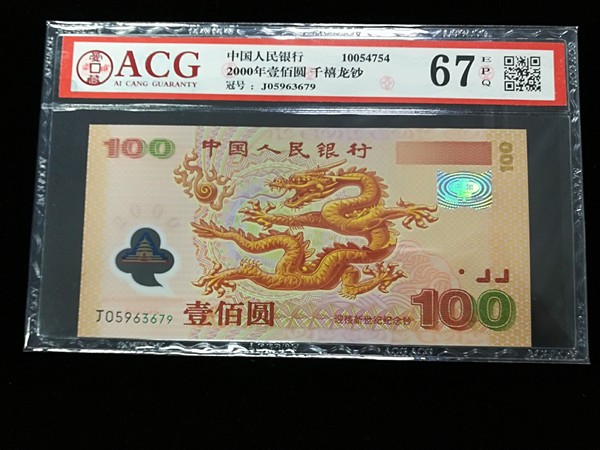 ACG
AI CANG GUARANTY
中国人民银行 10054754
2000年壹佰圆 千禧龙钞
冠号 : J05963679
67 EPQ
100 中国人民银行
100
J05963679 壹佰圆
迎接新世纪纪念钞
100